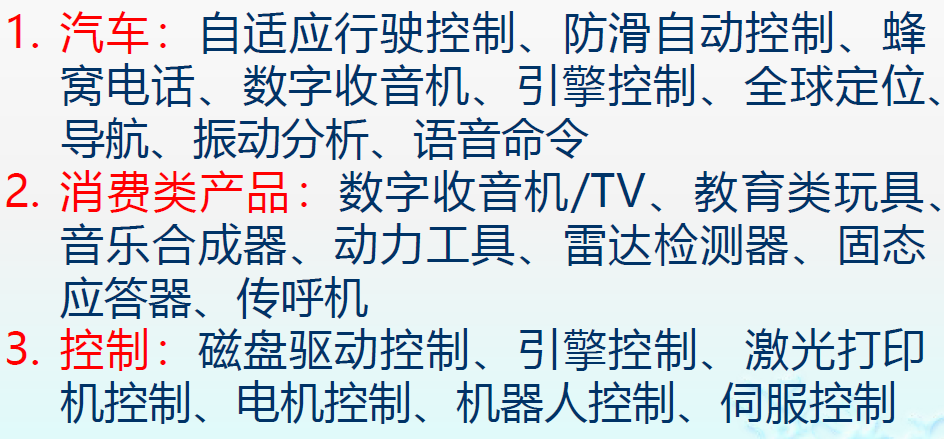 1. 汽车：自适应行驶控制、防滑自动控制、蜂
窝电话、数字收音机、引擎控制、全球定位、
导航、振动分析、语音命令
2. 消费类产品：数字收音机/TV、教育类玩具、
音乐合成器、动力工具、雷达检测器、固态
应答器、传呼机
3. 控制：磁盘驱动控制、引擎控制、激光打印
机控制、电机控制、机器人控制、伺服控制